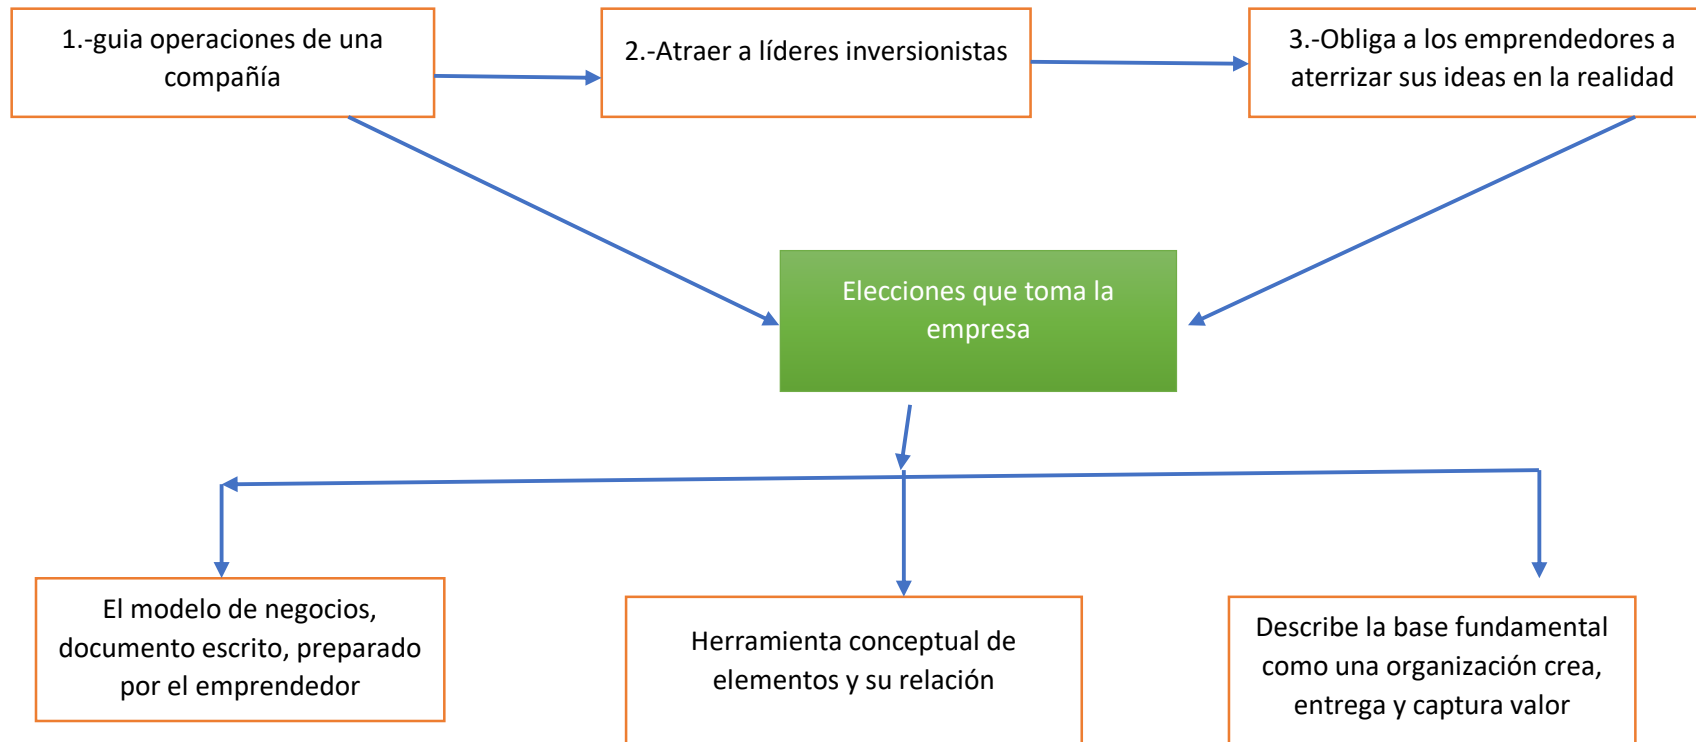 1.-guia operaciones de una
compañía
2.-Atraer a líderes inversionistas
3.-Obliga a los emprendedores a
aterrizar sus ideas en la realidad
Elecciones que toma la
empresa
El modelo de negocios,
documento escrito, preparado
por el emprendedor
Herramienta conceptual de
elementos y su relación
Describe la base fundamental
como una organización crea,
entrega y captura valor